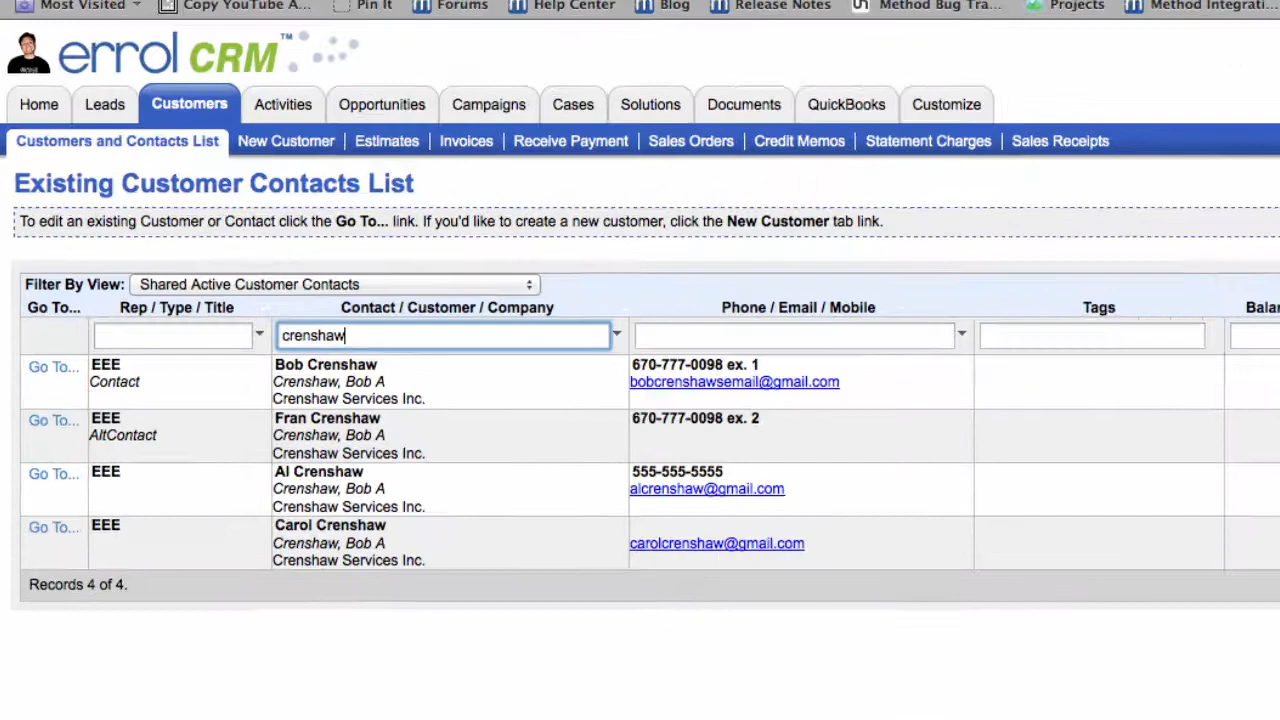 Most Visited Copy YouTube A... Pin It Forums Help Center Blog Release Notes Method Bug Tra... Projects Method Integrati...
errol CRM™
Home Leads Customers Activities Opportunities Campaigns Cases Solutions Documents QuickBooks Customize
Customers and Contacts List New Customer Estimates Invoices Receive Payment Sales Orders Credit Memos Statement Charges Sales Receipts
Existing Customer Contacts List
To edit an existing Customer or Contact click the Go To... link. If you'd like to create a new customer, click the New Customer tab link.
Filter By View: Shared Active Customer Contacts
Go To... Rep / Type / Title Contact / Customer / Company Phone / Email / Mobile Tags Balan
crenshaw
Go To... EEE Bob Crenshaw 670-777-0098 ex. 1
Contact Crenshaw, Bob A bobcrenshawsemail@gmail.com
Crenshaw Services Inc.
Go To... EEE Fran Crenshaw 670-777-0098 ex. 2
AltContact Crenshaw, Bob A
Crenshaw Services Inc.
Go To... EEE Al Crenshaw 555-555-5555
Crenshaw, Bob A alcrenshaw@gmail.com
Crenshaw Services Inc.
Go To... EEE Carol Crenshaw
Crenshaw, Bob A carolcrenshaw@gmail.com
Crenshaw Services Inc.
Records 4 of 4.